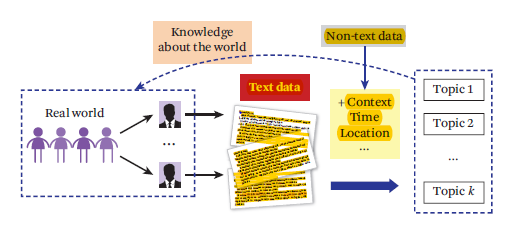 Knowledge
about the world
Non-text data
Text data
Real world
...
+ Context
Time
Location
...
Topic 1
Topic 2
...
Topic k